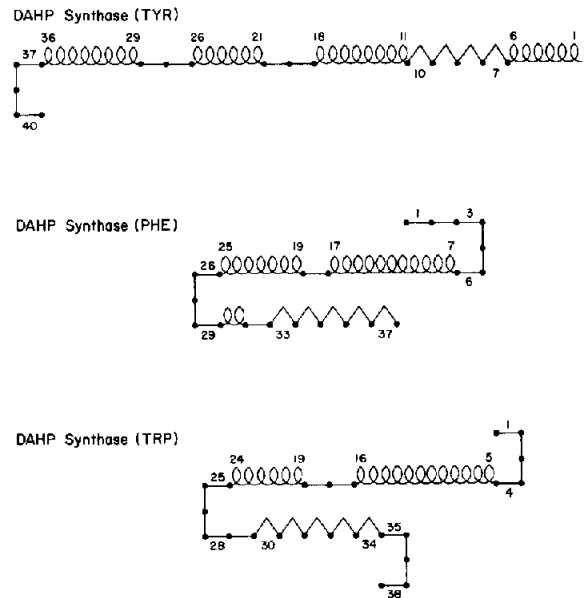 DAHP Synthase (TYR)
36 29 26 21 18 11 6 1
37 10 7
40
DAHP Synthase (PHE)
1 3
25 19 17 7
26 6
29 33 37
DAHP Synthase (TRP)
1
24 19 16 5
25 4
28 30 34 35
38